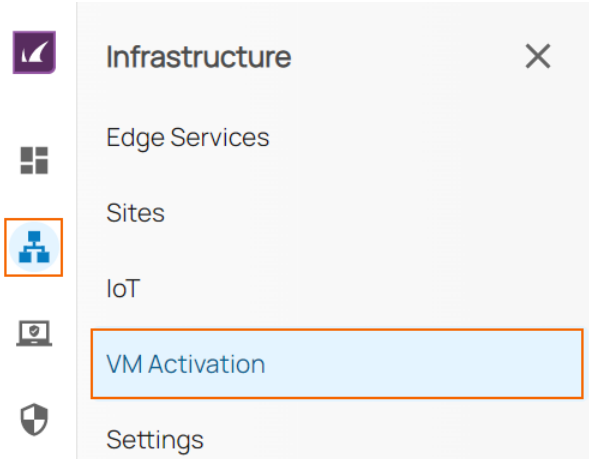 Infrastructure
Edge Services
Sites
IoT
VM Activation
Settings